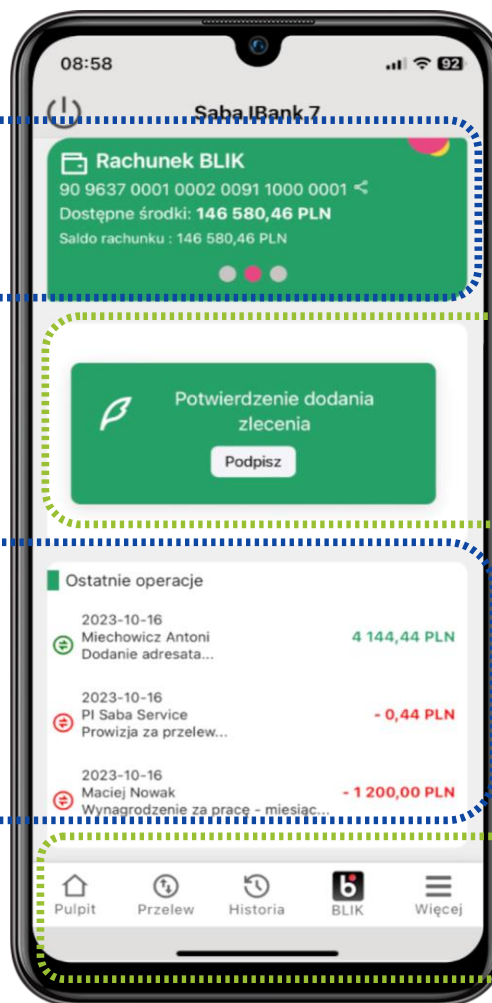 08:58
92
Saba IBank 7
Rachunek BLIK
90 9637 0001 0002 0091 1000 0001
Dostępne środki: 146 580,46 PLN
Saldo rachunku : 146 580,46 PLN
Potwierdzenie dodania
zlecenia
Podpisz
Ostatnie operacje
2023-10-16
Miechowicz Antoni 4 144,44 PLN
Dodanie adresata...
2023-10-16
PI Saba Service - 0,44 PLN
Prowizja za przelew...
2023-10-16
Maciej Nowak - 1 200,00 PLN
Wynagrodzenie za pracę - miesiąc...
Pulpit Przelew Historia BLIK Więcej